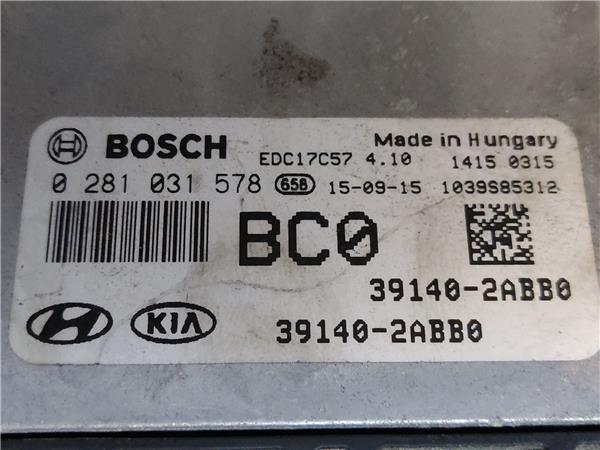 BOSCH
Made in Hungary
EDC17C57 4.10 1415 0315
0 281 031 578 658 15-09-15 1039S85312
BC0
39140-2ABB0
KIA 39140-2ABB0